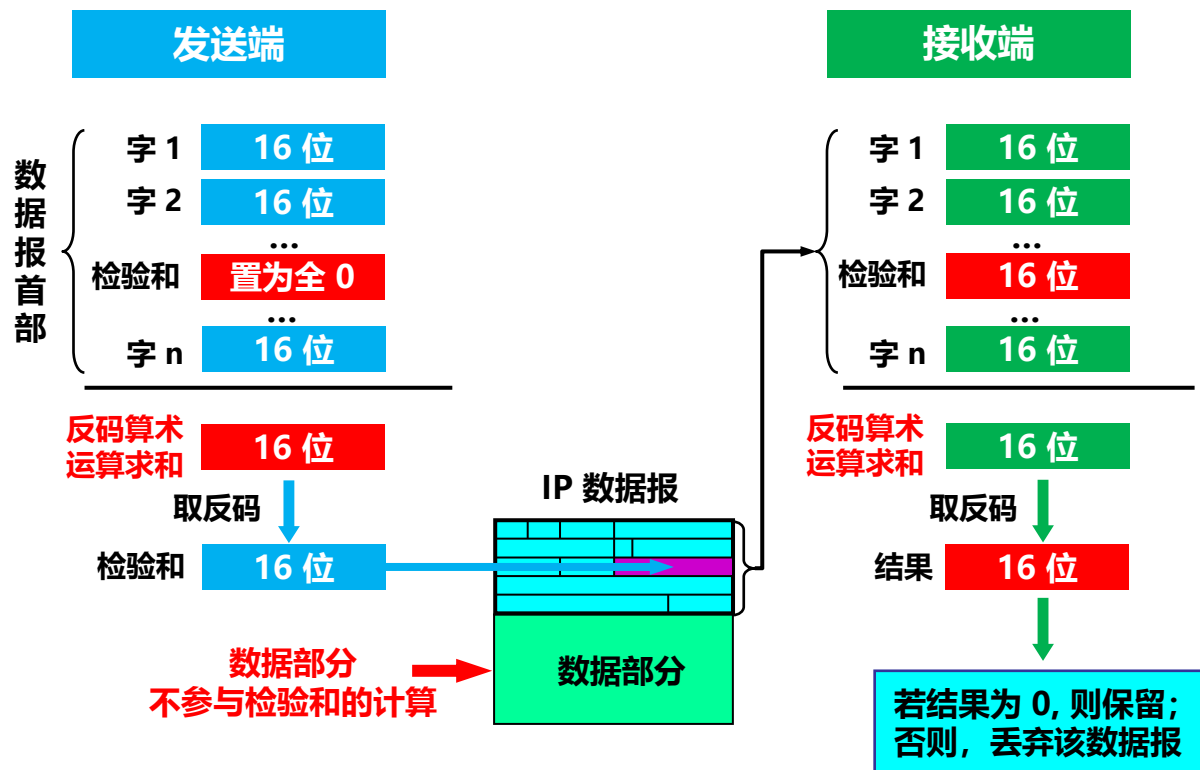 发送端
数据报首部
字 1
16 位
字 2
16 位
...
检验和
置为全 0
...
字 n
16 位
反码算术
运算求和
16 位
取反码
检验和
16 位
数据部分
不参与检验和的计算
IP 数据报
数据部分
接收端
字 1
16 位
字 2
16 位
...
检验和
16 位
...
字 n
16 位
反码算术
运算求和
16 位
取反码
结果
16 位
若结果为 0, 则保留；
否则，丢弃该数据报